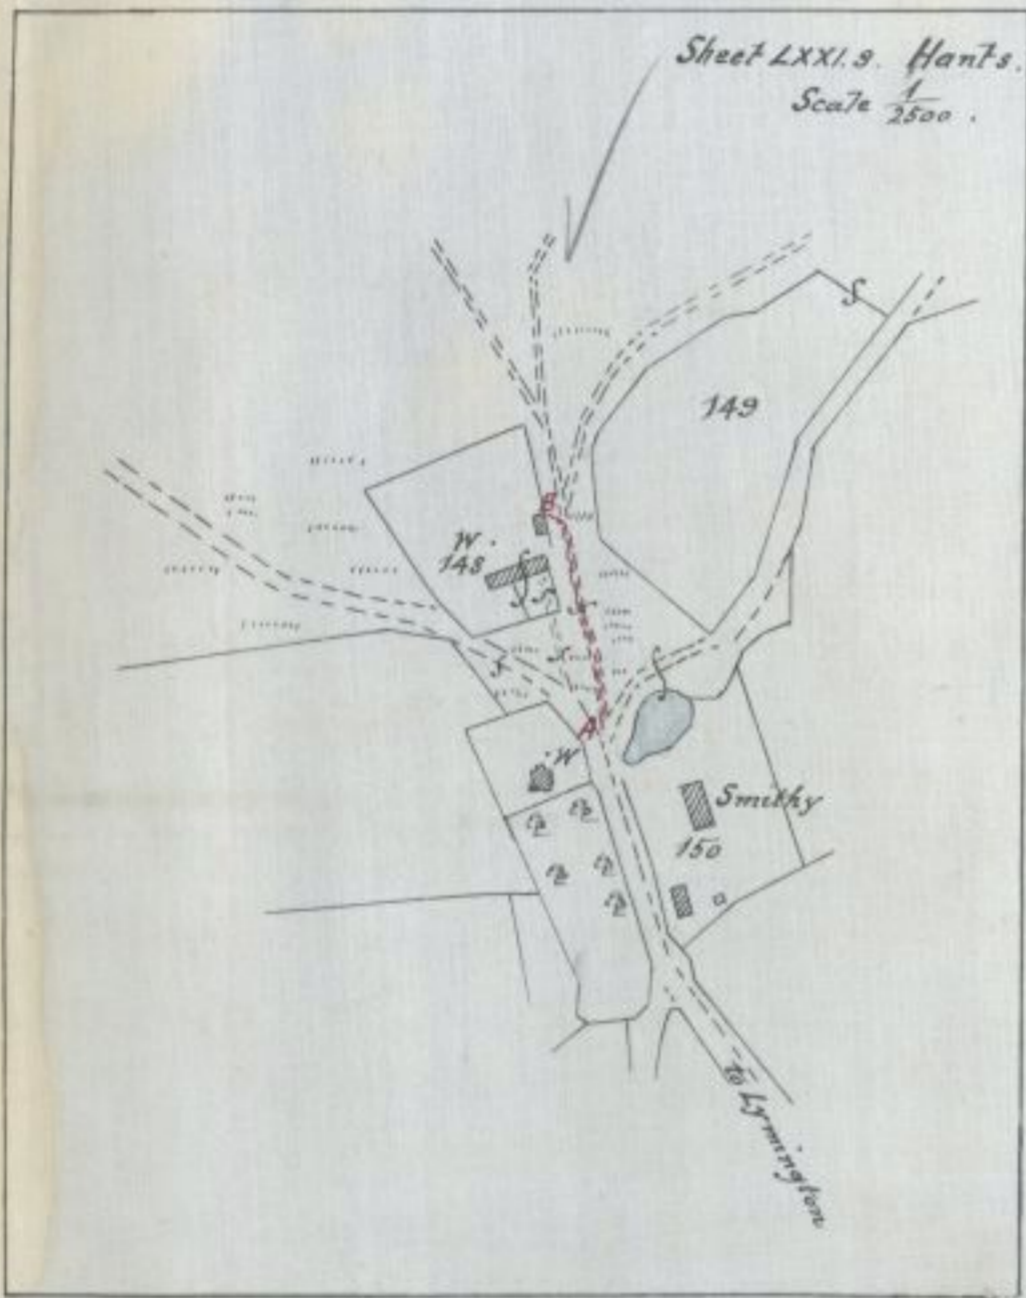 Sheet LXXI.9. Hants.
Scale 1/2500.
149
B
W.
148
A
W
Smithy
150
to Lymington